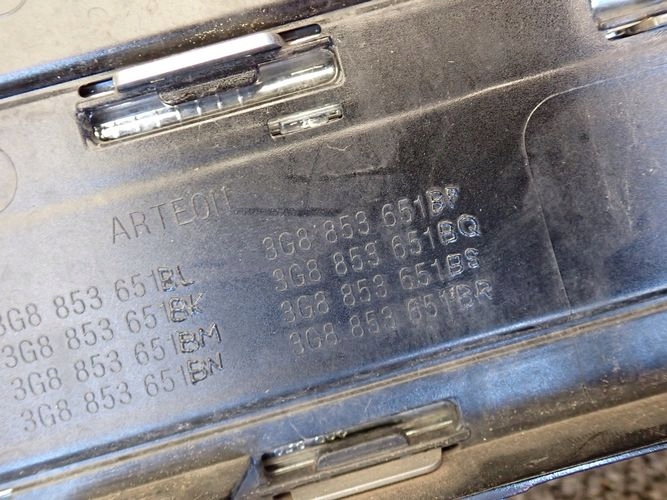 ARTEON
3G8 853 651BL
3G8 853 651BK
3G8 853 651BM
3G8 853 651BN
3G8 853 651BP
3G8 853 651BQ
3G8 853 651BS
3G8 853 651BR